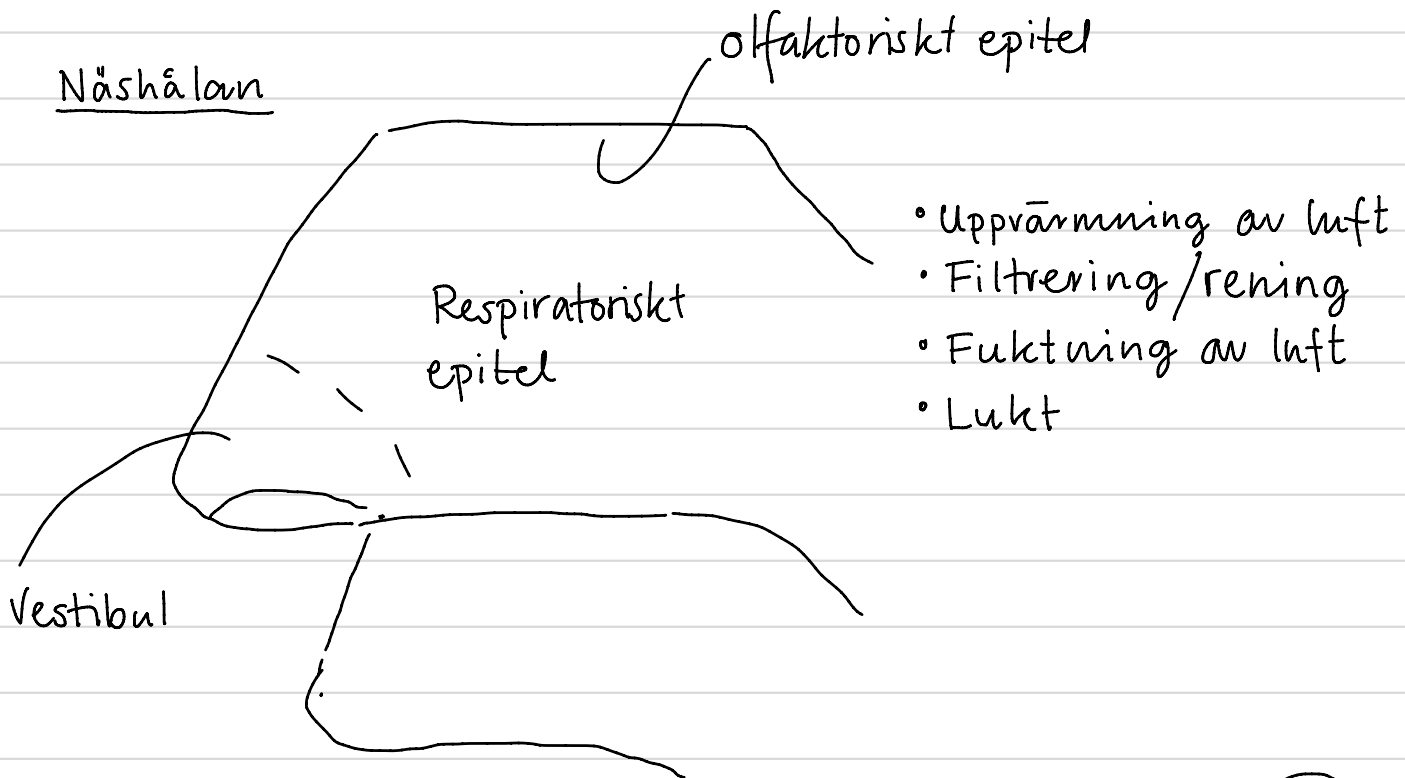 Näshålan
olfaktoriskt epitel
Respiratoriskt
epitel
Vestibul
• Uppvärmning av luft
• Filtrering/rening
• Fuktning av luft
• Lukt